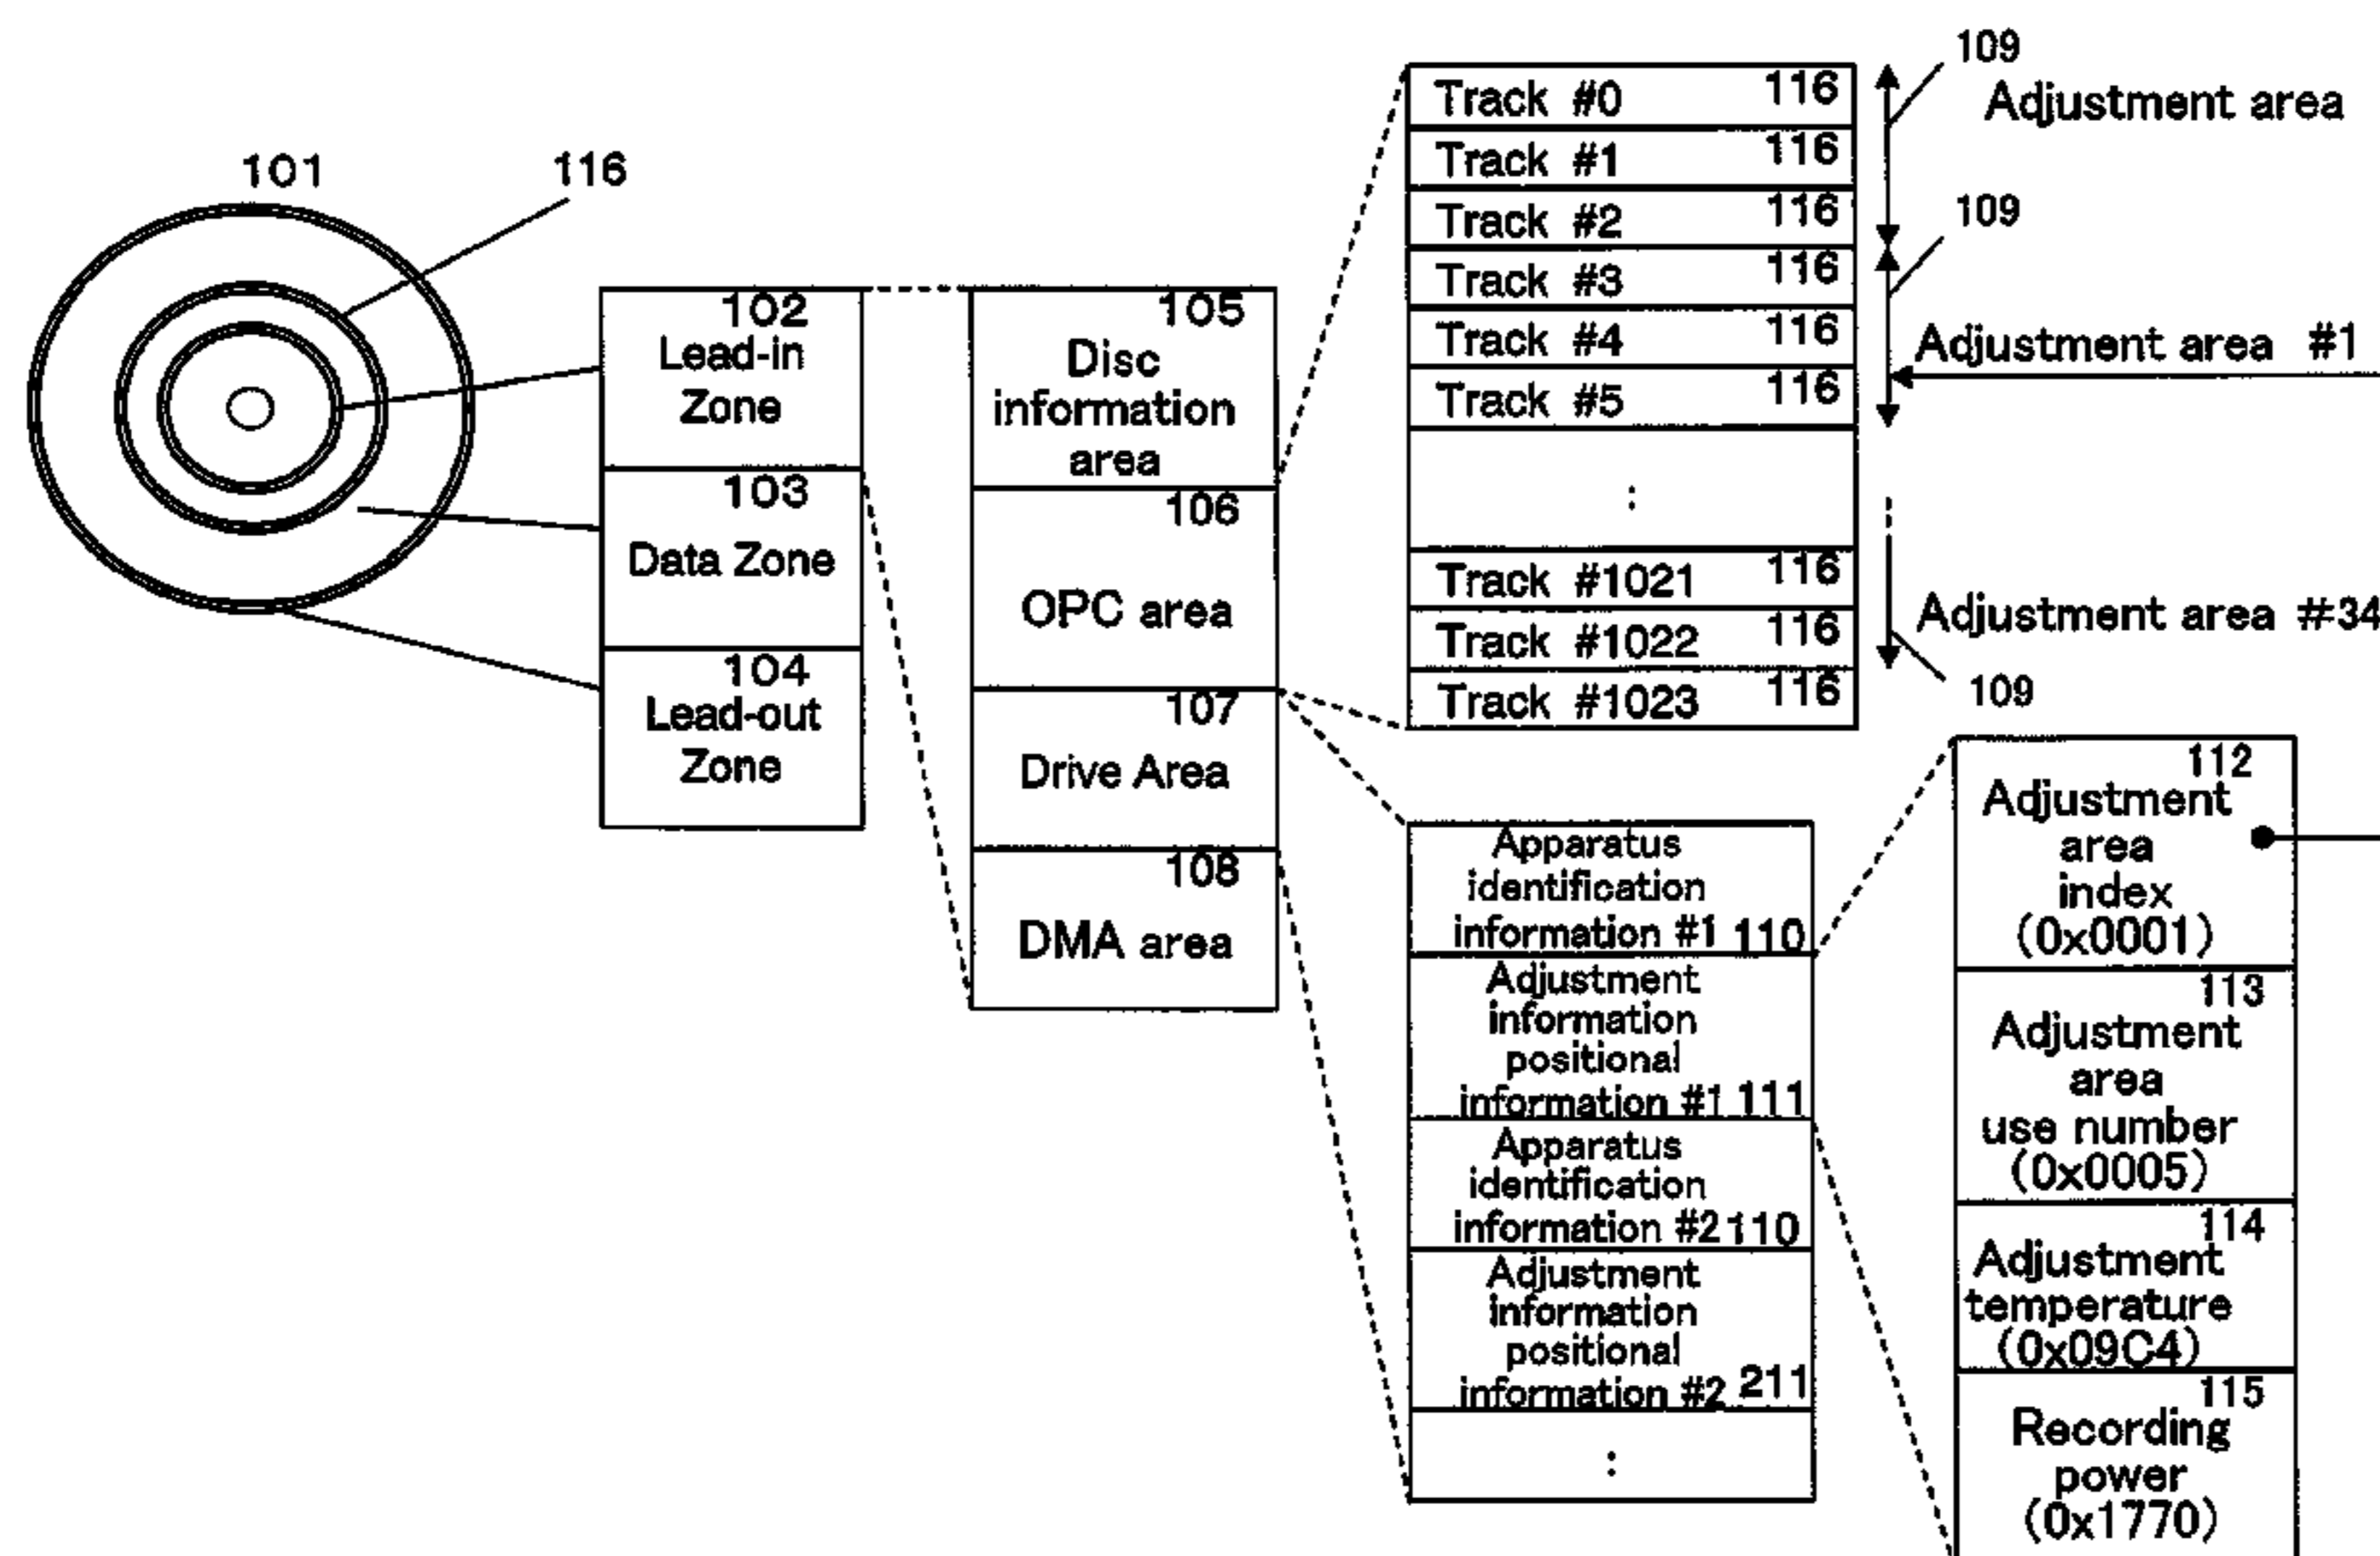 101
116
102
Lead-in
Zone
103
Data Zone
104
Lead-out
Zone
105
Disc
information
area
106
OPC area
107
Drive Area
108
DMA area
Track #0 116
Track #1 116
Track #2 116
Track #3 116
Track #4 116
Track #5 116
:
Track #1021 116
Track #1022 116
Track #1023 116
109
Adjustment area
109
Adjustment area #1
Adjustment area #34
109
Apparatus
identification
information #1 110
Adjustment
information
positional
information #1 111
Apparatus
identification
information #2 110
Adjustment
information
positional
information #2 211
:
112
Adjustment
area
index
(0x0001)
113
Adjustment
area
use number
(0x0005)
114
Adjustment
temperature
(0x09C4)
115
Recording
power
(0x1770)